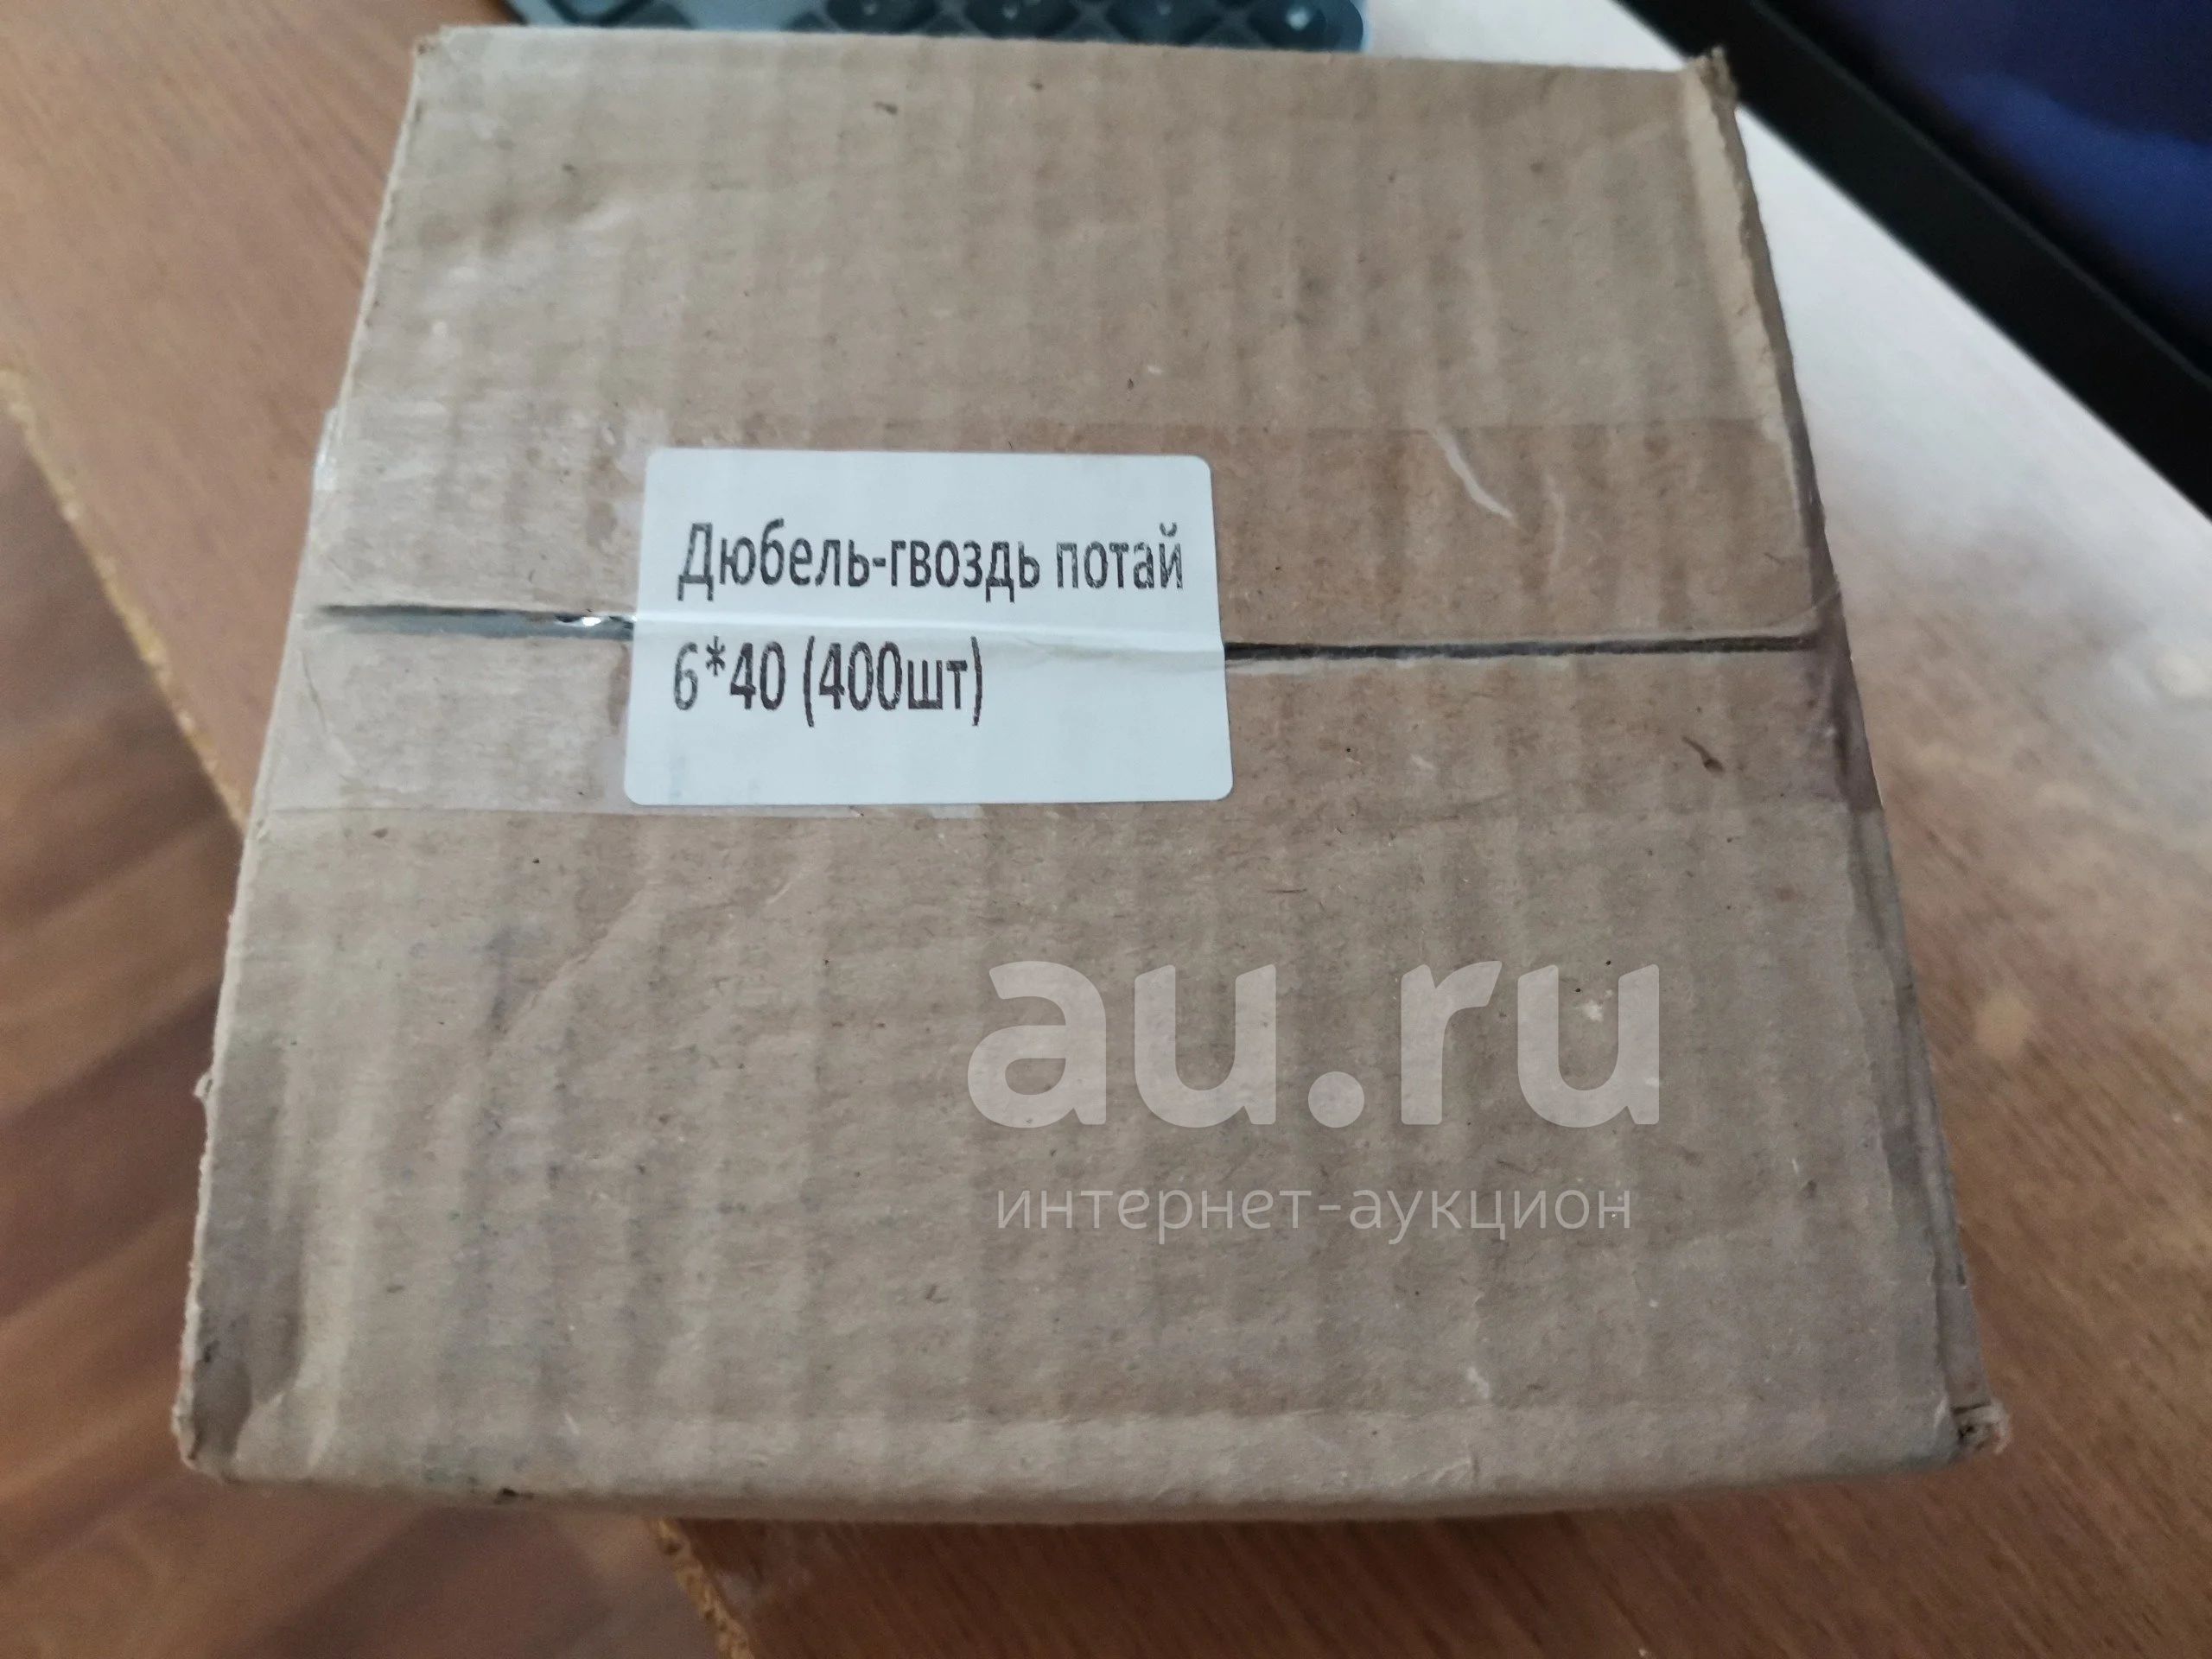 Дюбель-гвоздь потай
6*40 (400шт)
au.ru
интернет-аукцион